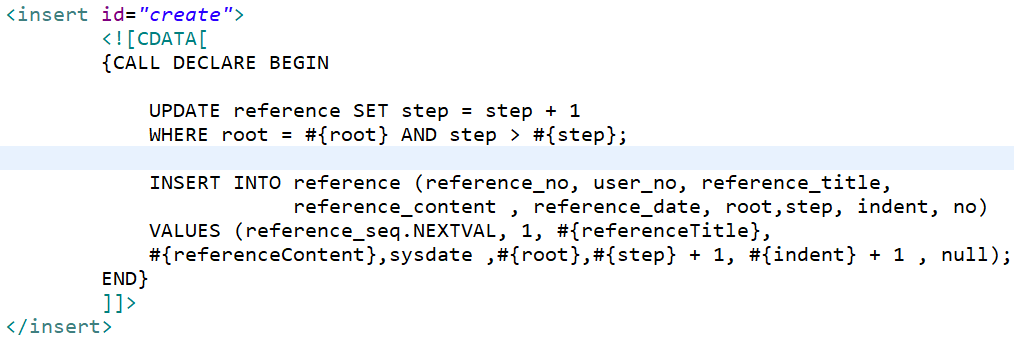 <insert id="create">
<![CDATA[
{CALL DECLARE BEGIN
UPDATE reference SET step = step + 1
WHERE root = #{root} AND step > #{step};
INSERT INTO reference (reference_no, user_no, reference_title,
reference_content , reference_date, root,step, indent, no)
VALUES (reference_seq.NEXTVAL, 1, #{referenceTitle},
#{referenceContent},sysdate ,#{root},#{step} + 1, #{indent} + 1 , null);
END}
]]>
</insert>